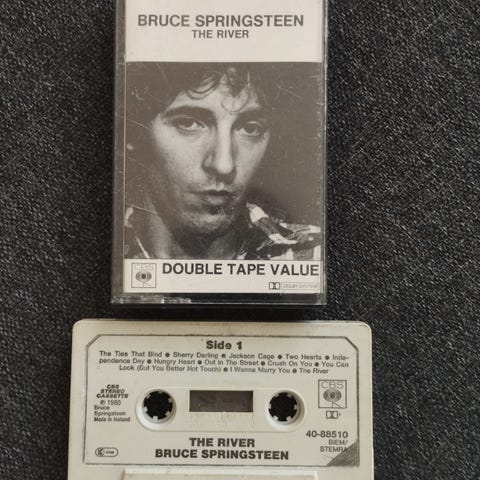 BRUCE SPRINGSTEEN
THE RIVER
CBS
DOUBLE TAPE VALUE
DOLBY SYSTEM
Side 1
The Ties That Bind ● Sherry Darling ● Jackson Cage ● Two Hearts ● Inde-
pendence Day ● Hungry Heart ● Out In The Street ● Crush On You ● You Can
Look (But You Better Not Touch) ● I Wanna Marry You ● The River
CBS
STEREO
CASSETTE
℗ 1980
Bruce
Springsteen
Made in Holland
CBS
THE RIVER
BRUCE SPRINGSTEEN
40-88510
BIEM/
STEMRA